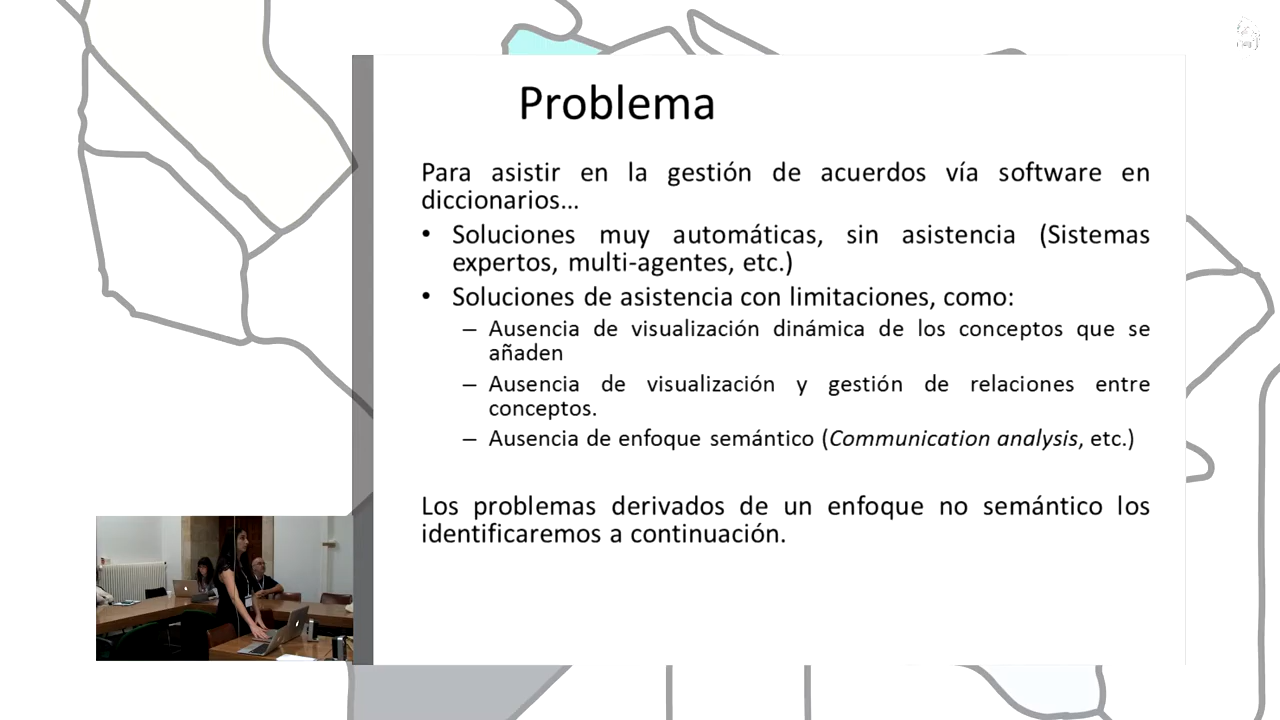 Problema
Para asistir en la gestión de acuerdos vía software en
diccionarios...
• Soluciones muy automáticas, sin asistencia (Sistemas
expertos, multi-agentes, etc.)
• Soluciones de asistencia con limitaciones, como:
– Ausencia de visualización dinámica de los conceptos que se
añaden
– Ausencia de visualización y gestión de relaciones entre
conceptos.
– Ausencia de enfoque semántico (Communication analysis, etc.)
Los problemas derivados de un enfoque no semántico los
identificaremos a continuación.